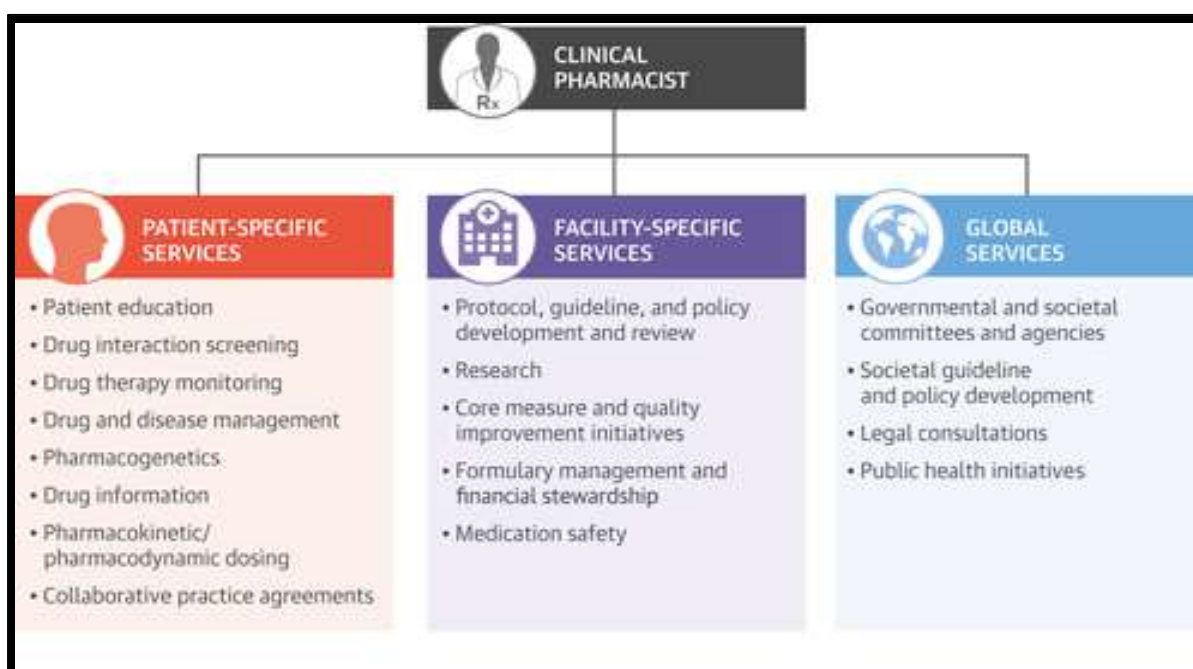 CLINICAL
PHARMACIST
Rx
PATIENT-SPECIFIC
SERVICES
• Patient education
• Drug interaction screening
• Drug therapy monitoring
• Drug and disease management
• Pharmacogenetics
• Drug information
• Pharmacokinetic/
pharmacodynamic dosing
• Collaborative practice agreements
FACILITY-SPECIFIC
SERVICES
• Protocol, guideline, and policy
development and review
• Research
• Core measure and quality
improvement initiatives
• Formulary management and
financial stewardship
• Medication safety
GLOBAL
SERVICES
• Governmental and societal
committees and agencies
• Societal guideline
and policy development
• Legal consultations
• Public health initiatives